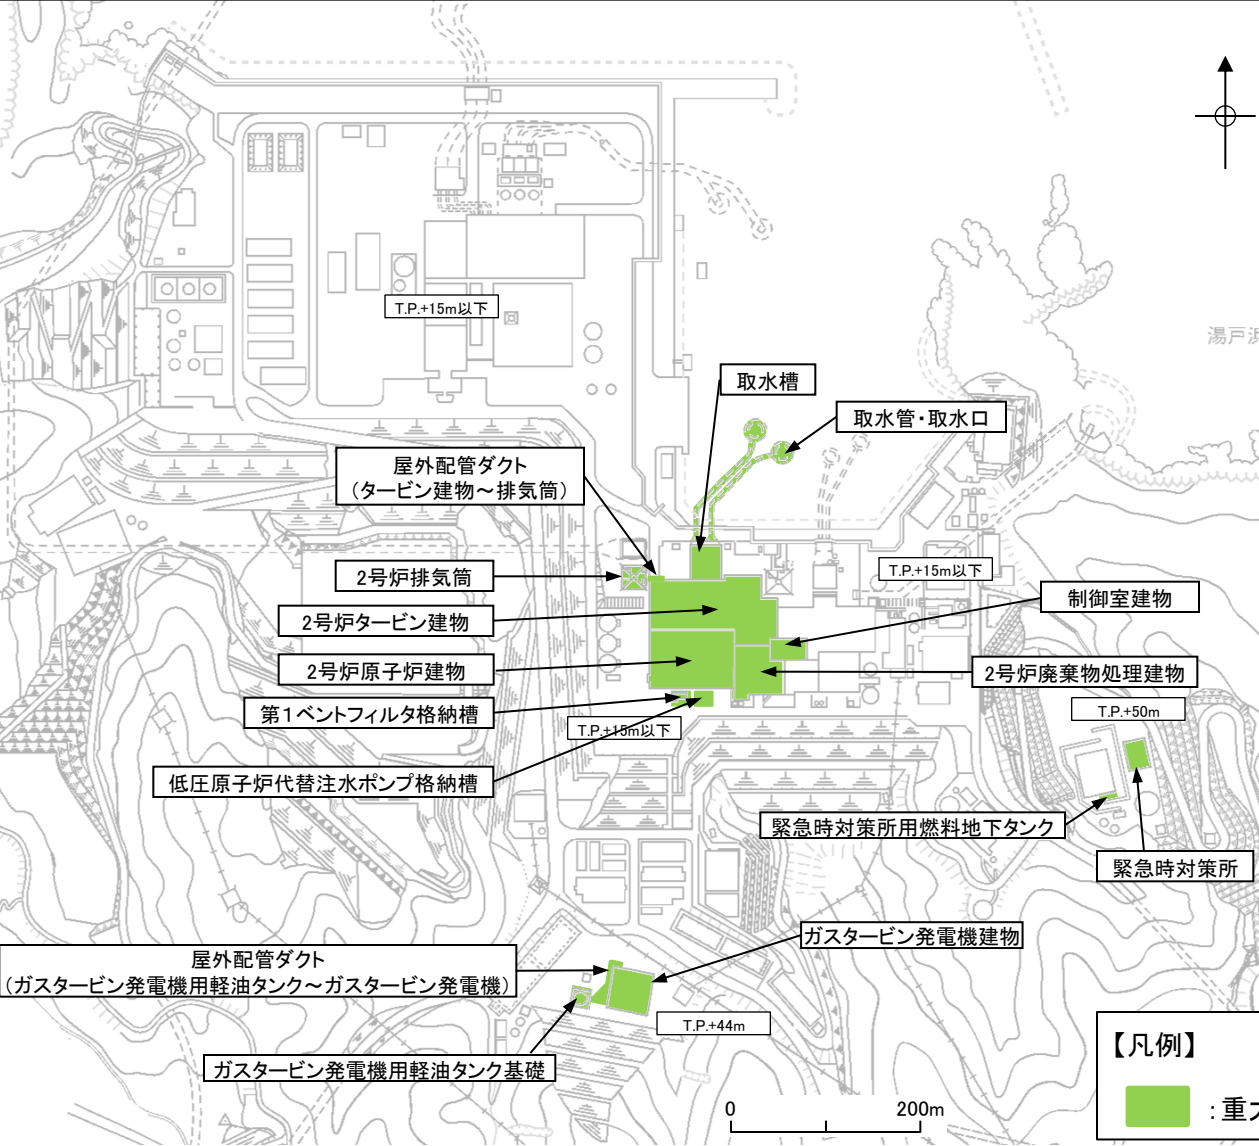 T.P.+15m以下
湯戸浜
取水槽
取水管・取水口
屋外配管ダクト
（タービン建物～排気筒）
2号炉排気筒
T.P.+15m以下
制御室建物
2号炉タービン建物
2号炉原子炉建物
2号炉廃棄物処理建物
第1ベントフィルタ格納槽
T.P.+15m以下
T.P.+50m
低圧原子炉代替注水ポンプ格納槽
緊急時対策所用燃料地下タンク
緊急時対策所
ガスタービン発電機建物
屋外配管ダクト
（ガスタービン発電機用軽油タンク～ガスタービン発電機）
T.P.+44m
ガスタービン発電機用軽油タンク基礎
【凡例】
：重大
0 200m